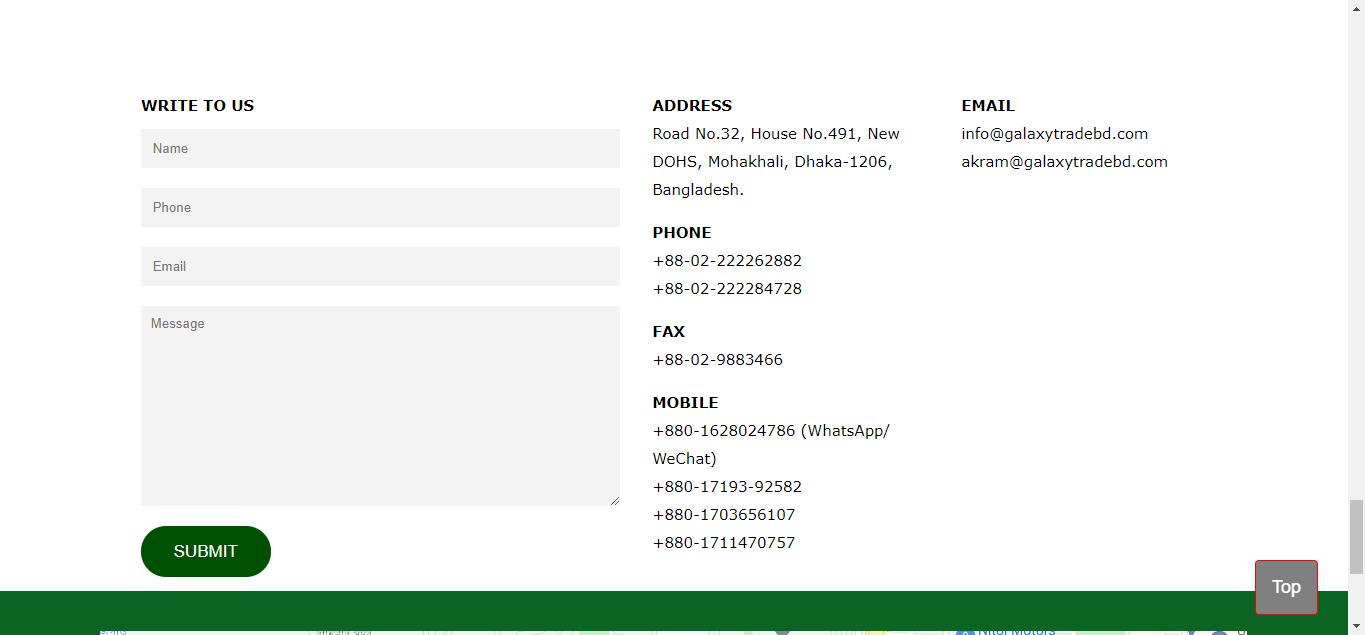 WRITE TO US
Name
Phone
Email
Message
SUBMIT
ADDRESS
Road No.32, House No.491, New
DOHS, Mohakhali, Dhaka-1206,
Bangladesh.
PHONE
+88-02-222262882
+88-02-222284728
FAX
+88-02-9883466
MOBILE
+880-1628024786 (WhatsApp/
WeChat)
+880-17193-92582
+880-1703656107
+880-1711470757
EMAIL
info@galaxytradebd.com
akram@galaxytradebd.com
Top
Nitol Motors